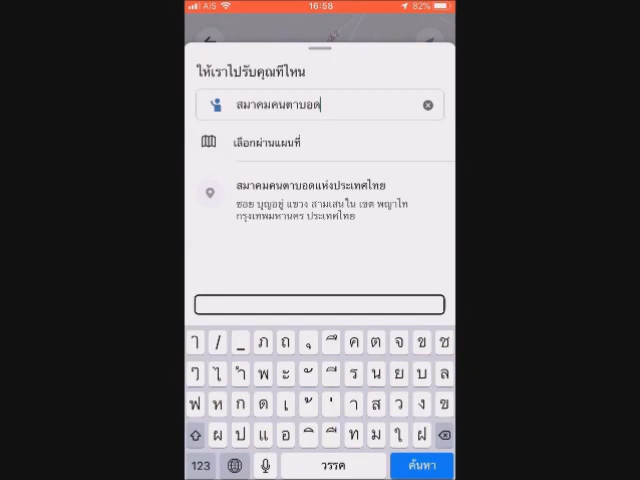 AIS 16:58 82%
ให้เราไปรับคุณที่ไหน
สมาคมคนตาบอด
เลือกผ่านแผนที่
สมาคมคนตาบอดแห่งประเทศไทย
ซอย บุญอยู่ แขวง สามเสนใน เขต พญาไท
กรุงเทพมหานคร ประเทศไทย
ๅ / _ ภ ถ ุ ึ ค ต จ ข ช
ๆ ไ ำ พ ะ ั ี ร น ย บ ล
ฟ ห ก ด เ ้ ่ า ส ว ง ฃ
ผ ป แ อ ิ ื ท ม ใ ฝ
123 วรรค ค้นหา